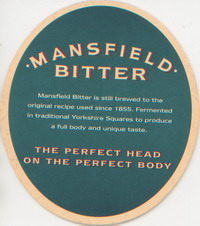 ·MANSFIELD·
BITTER
Mansfield Bitter is still brewed to the
original recipe used since 1855. Fermented
in traditional Yorkshire Squares to produce
a full body and unique taste.
THE PERFECT HEAD
ON THE PERFECT BODY